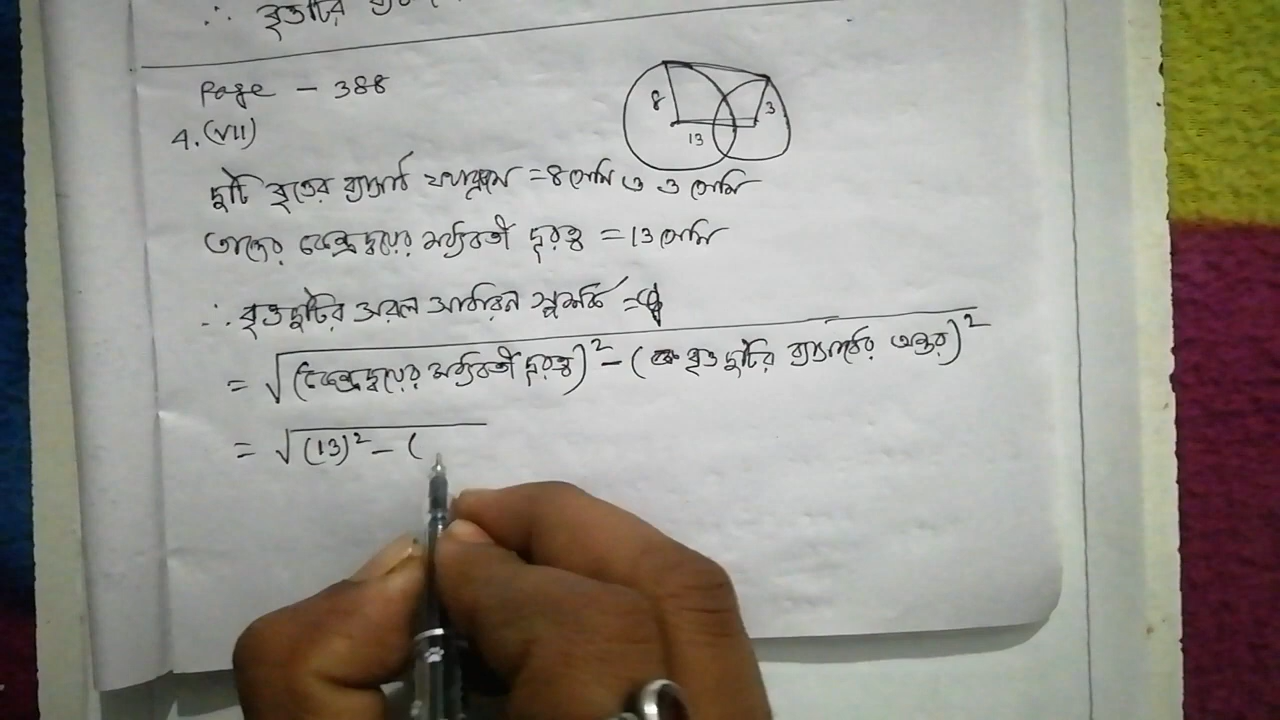 ∴ বৃত্তটির
Page - 388
8
3
13
4. (VII)
দুটি বৃত্তের ব্যাসার্ধ যথাক্রমে = 8 সেমি ও 3 সেমি
তাদের কেন্দ্রদ্বয়ের মধ্যবর্তী দূরত্ব = 13 সেমি
∴ বৃত্তদুটির সরল স্পর্শক =
= √(কেন্দ্রদ্বয়ের মধ্যবর্তী দূরত্ব)² - (বৃত্ত দুটির ব্যাসার্ধের অন্তর)²
= √(13)² - (